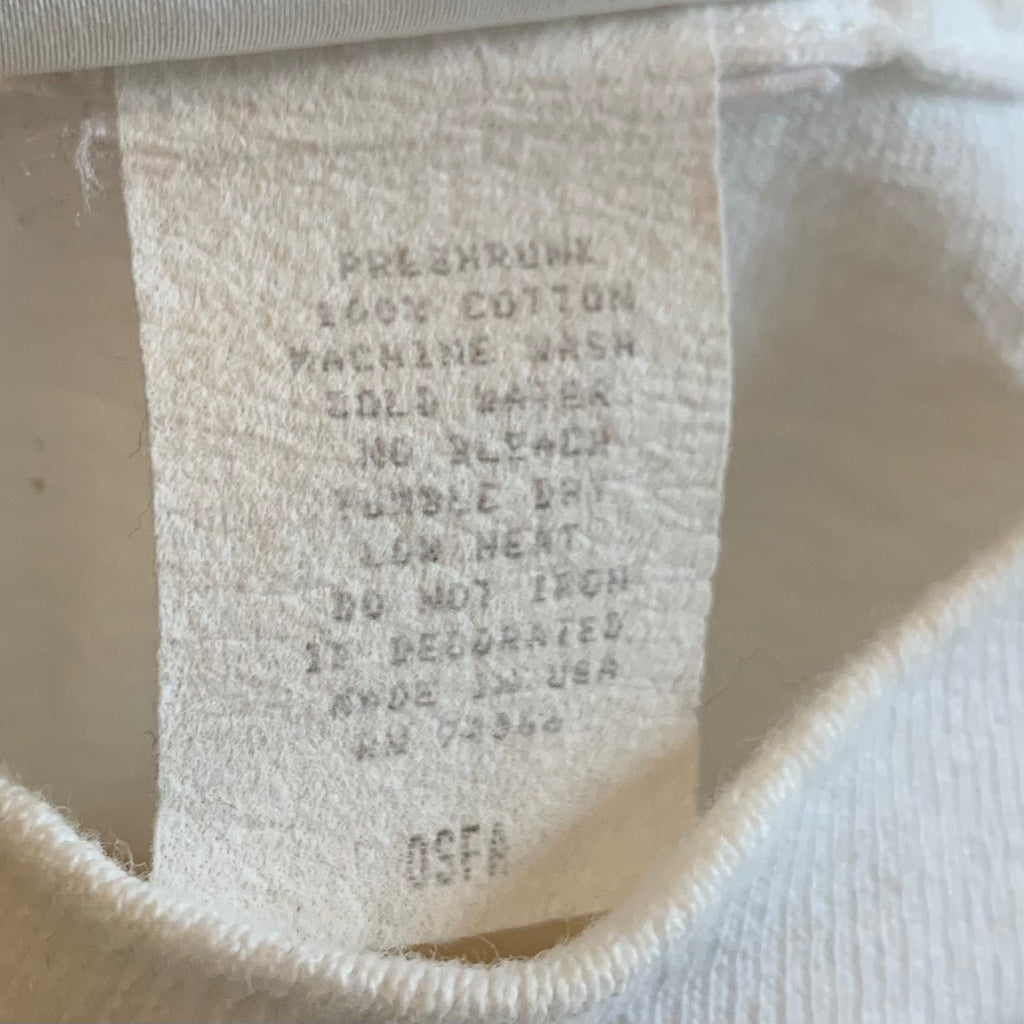 PRESHRUNK
100% COTTON
MACHINE WASH
COLD WATER
NO BLEACH
TUMBLE DRY
LOW HEAT
DO NOT IRON
IF DECORATED
MADE IN USA
RN
OSFA